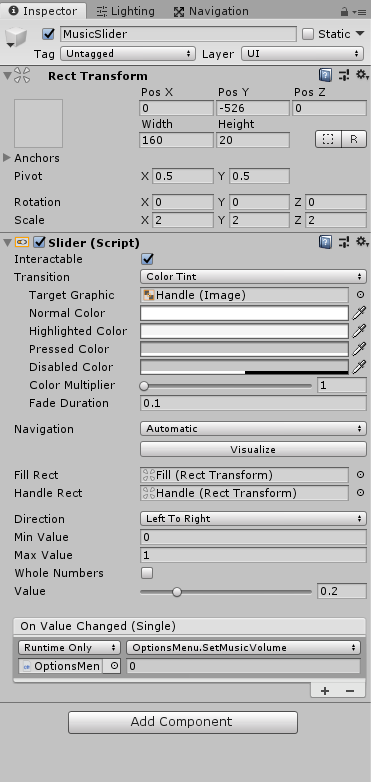 Inspector Lighting Navigation
MusicSlider Static
Tag Untagged Layer UI
Rect Transform
Pos X Pos Y Pos Z
0 -526 0
Width Height
160 20 R
Anchors
Pivot X 0.5 Y 0.5
Rotation X 0 Y 0 Z 0
Scale X 2 Y 2 Z 2
Slider (Script)
Interactable
Transition Color Tint
Target Graphic Handle (Image)
Normal Color
Highlighted Color
Pressed Color
Disabled Color
Color Multiplier 1
Fade Duration 0.1
Navigation Automatic
Visualize
Fill Rect Fill (Rect Transform)
Handle Rect Handle (Rect Transform)
Direction Left To Right
Min Value 0
Max Value 1
Whole Numbers
Value 0.2
On Value Changed (Single)
Runtime Only OptionsMenu.SetMusicVolume
OptionsMen 0
+ −
Add Component